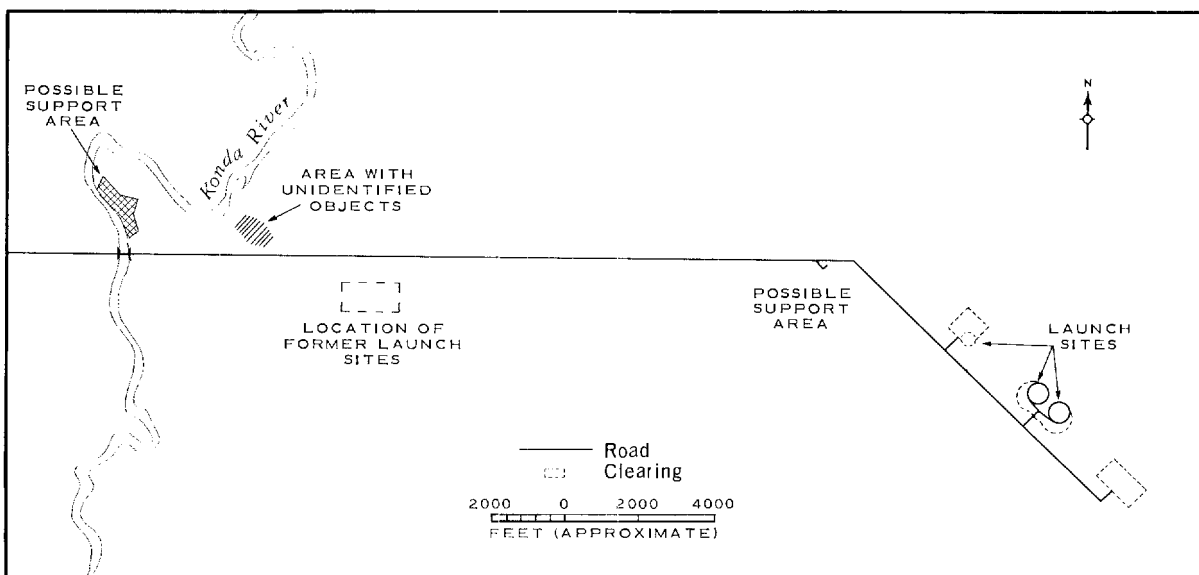 POSSIBLE
SUPPORT
AREA
Konda River
N
AREA WITH
UNIDENTIFIED
OBJECTS
LOCATION OF
FORMER LAUNCH
SITES
POSSIBLE
SUPPORT
AREA
LAUNCH
SITES
Road
Clearing
2000 0 2000 4000
FEET (APPROXIMATE)